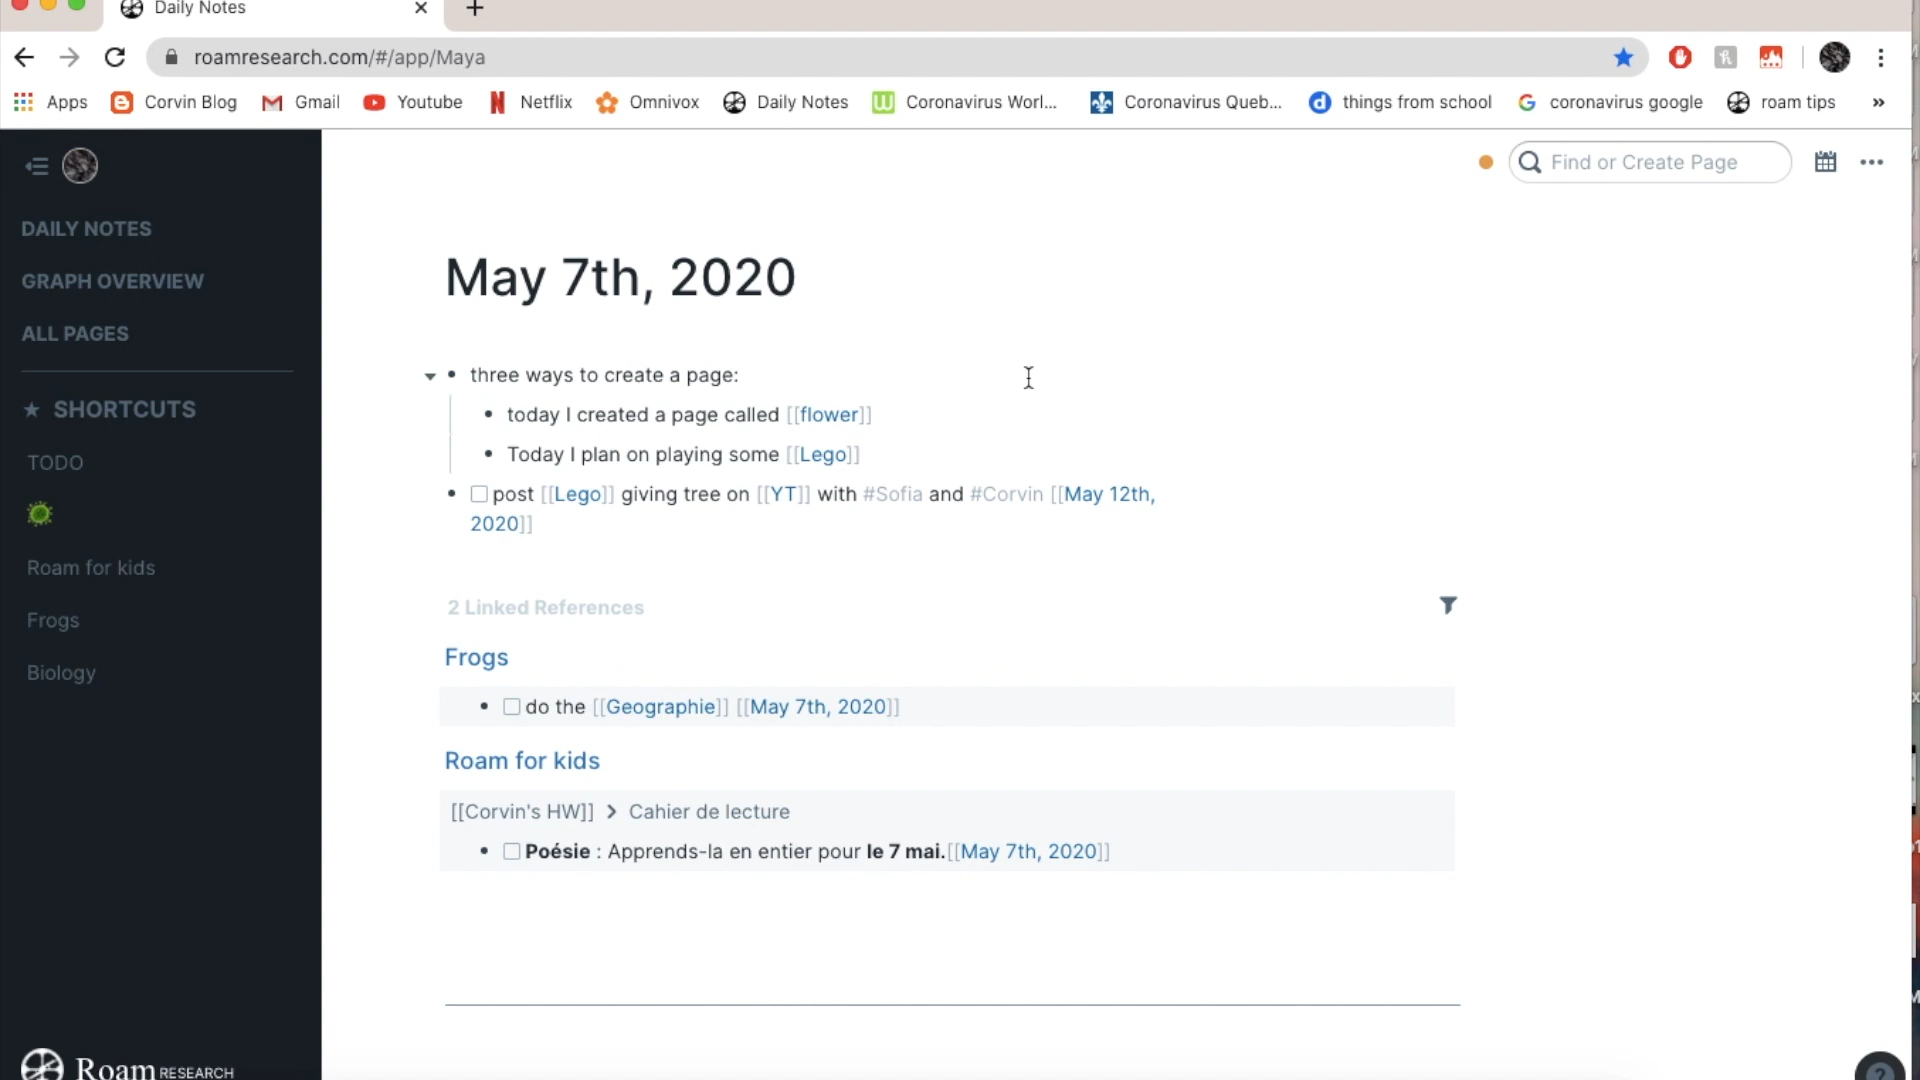 Daily Notes
roamresearch.com/#/app/Maya
Apps Corvin Blog Gmail Youtube Netflix Omnivox Daily Notes Coronavirus Worl... Coronavirus Queb... things from school coronavirus google roam tips »
Find or Create Page
DAILY NOTES
GRAPH OVERVIEW
ALL PAGES
SHORTCUTS
TODO
Roam for kids
Frogs
Biology
Roam RESEARCH
May 7th, 2020
three ways to create a page:
today I created a page called [[flower]]
Today I plan on playing some [[Lego]]
post [[Lego]] giving tree on [[YT]] with #Sofia and #Corvin [[May 12th,
2020]]
2 Linked References
Frogs
do the [[Geographie]] [[May 7th, 2020]]
Roam for kids
[[Corvin's HW]] > Cahier de lecture
Poésie : Apprends-la en entier pour le 7 mai.[[May 7th, 2020]]
?